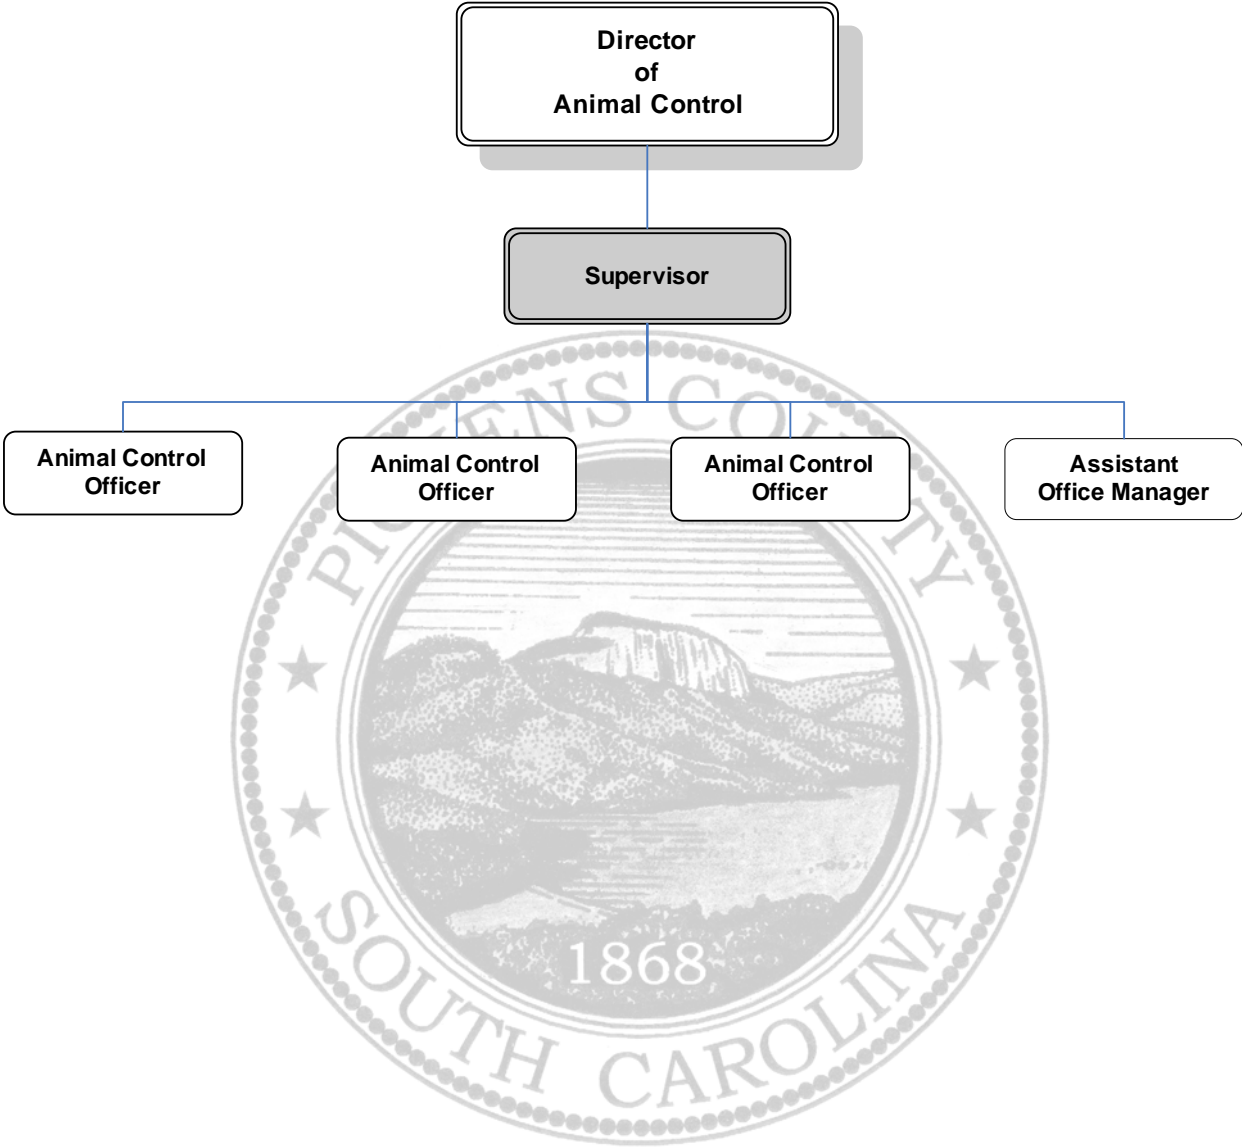 Director
of
Animal Control
Supervisor
Animal Control
Officer
Animal Control
Officer
Animal Control
Officer
Assistant
Office Manager
PICKENS COUNTY
1868
SOUTH CAROLINA